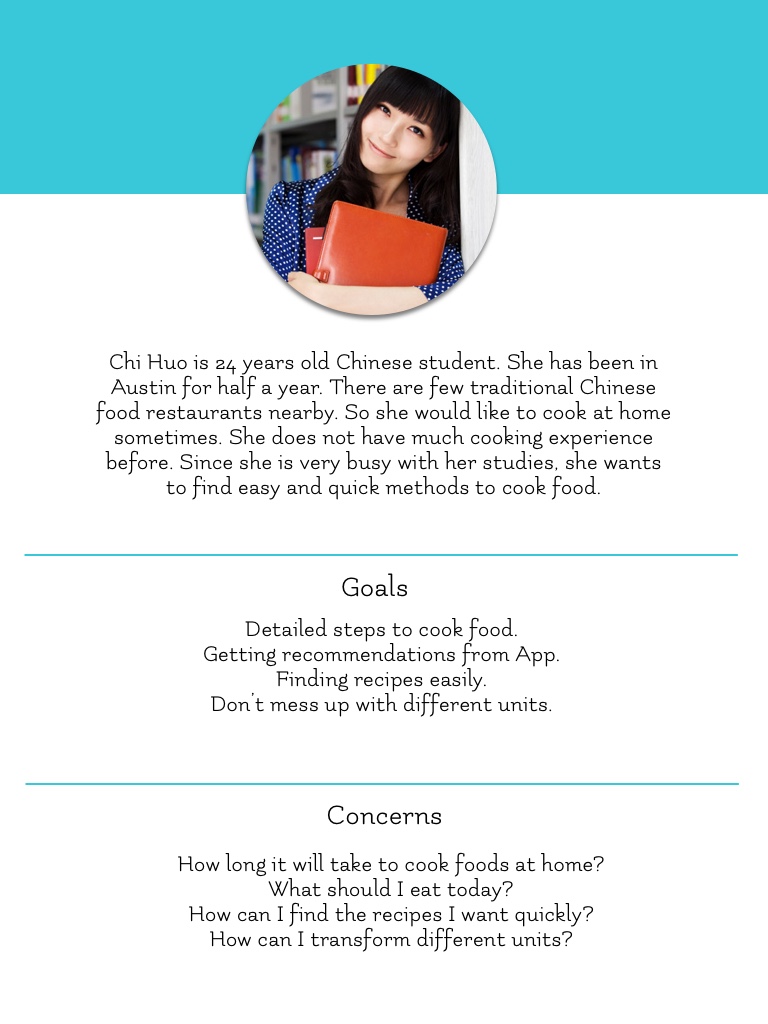 Chi Huo is 24 years old Chinese student. She has been in
Austin for half a year. There are few traditional Chinese
food restaurants nearby. So she would like to cook at home
sometimes. She does not have much cooking experience
before. Since she is very busy with her studies, she wants
to find easy and quick methods to cook food.
Goals
Detailed steps to cook food.
Getting recommendations from App.
Finding recipes easily.
Don't mess up with different units.
Concerns
How long it will take to cook foods at home?
What should I eat today?
How can I find the recipes I want quickly?
How can I transform different units?